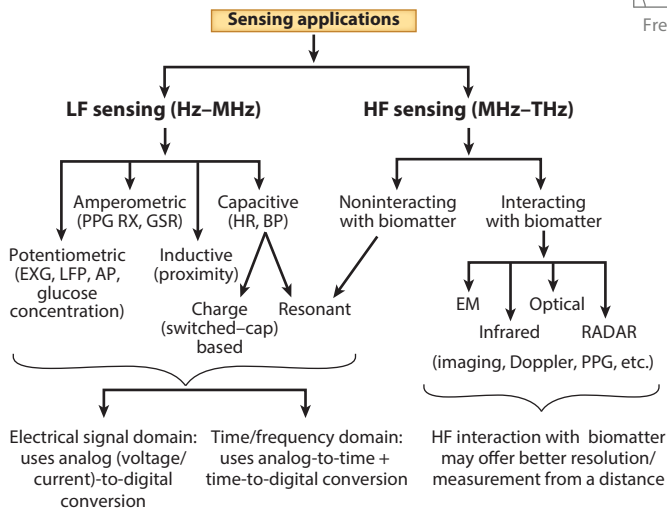 Sensing applications
Fre
LF sensing (Hz–MHz)
HF sensing (MHz–THz)
Amperometric
(PPG RX, GSR)
Capacitive
(HR, BP)
Noninteracting
with biomatter
Interacting
with biomatter
Potentiometric
(EXG, LFP, AP,
glucose
concentration)
Inductive
(proximity)
Charge
(switched–cap)
based
Resonant
EM
Optical
Infrared
RADAR
(imaging, Doppler, PPG, etc.)
Electrical signal domain:
uses analog (voltage/
current)-to-digital
conversion
Time/frequency domain:
uses analog-to-time +
time-to-digital conversion
HF interaction with biomatter
may offer better resolution/
measurement from a distance